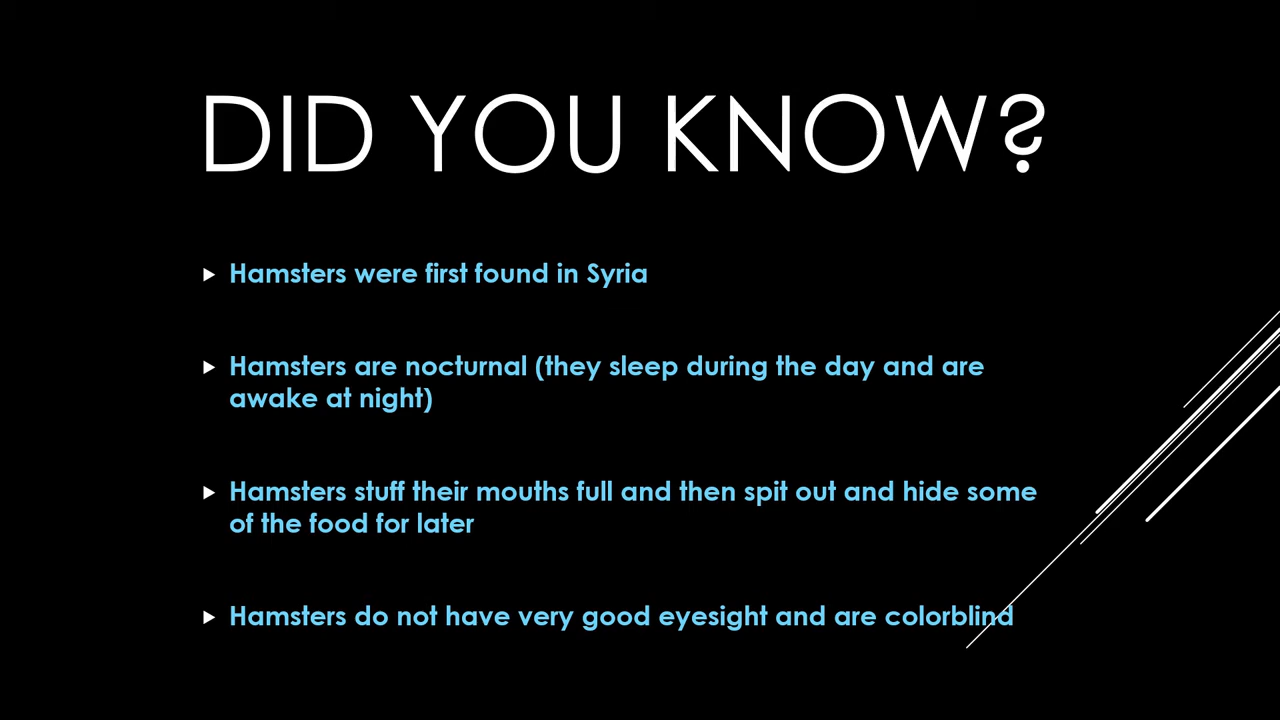 DID YOU KNOW?
Hamsters were first found in Syria
Hamsters are nocturnal (they sleep during the day and are
awake at night)
Hamsters stuff their mouths full and then spit out and hide some
of the food for later
Hamsters do not have very good eyesight and are colorblind